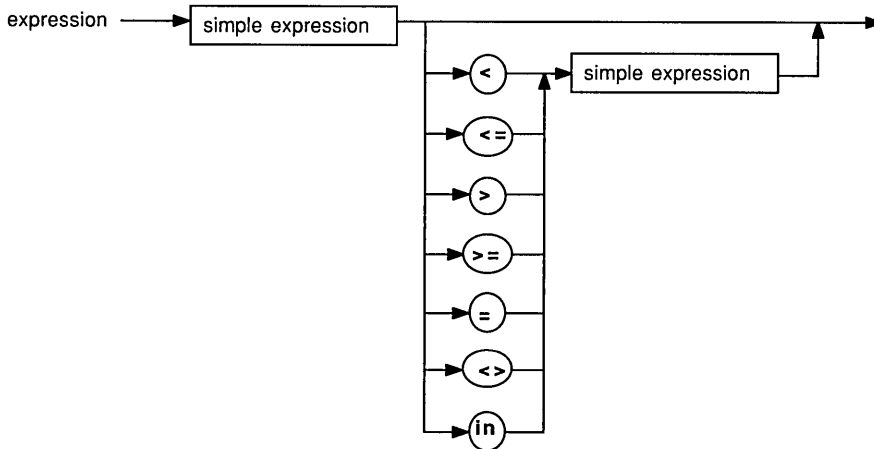 expression simple expression
< simple expression
<=
>
>=
=
<>
in